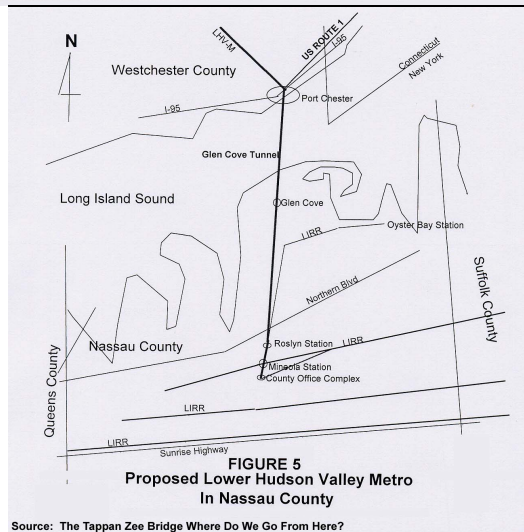 N
LHV-M
US ROUTE 1
I-95
Connecticut
New York
Westchester County
I-95
Port Chester
Glen Cove Tunnel
Long Island Sound
Glen Cove
LIRR
Oyster Bay Station
Northern Blvd
Suffolk County
Queens County
Nassau County
Roslyn Station
LIRR
Mineola Station
County Office Complex
LIRR
LIRR
Sunrise Highway
FIGURE 5
Proposed Lower Hudson Valley Metro
In Nassau County
Source: The Tappan Zee Bridge Where Do We Go From Here?